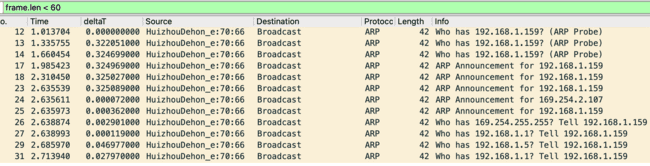 frame.len < 60
o. Time deltaT Source Destination Protocc Length Info
12 1.013704 0.000000000 HuizhouDehon_e:70:66 Broadcast ARP 42 Who has 192.168.1.159? (ARP Probe)
13 1.335755 0.322051000 HuizhouDehon_e:70:66 Broadcast ARP 42 Who has 192.168.1.159? (ARP Probe)
14 1.660454 0.324699000 HuizhouDehon_e:70:66 Broadcast ARP 42 Who has 192.168.1.159? (ARP Probe)
17 1.985423 0.324969000 HuizhouDehon_e:70:66 Broadcast ARP 42 ARP Announcement for 192.168.1.159
18 2.310450 0.325027000 HuizhouDehon_e:70:66 Broadcast ARP 42 ARP Announcement for 192.168.1.159
23 2.635539 0.325089000 HuizhouDehon_e:70:66 Broadcast ARP 42 ARP Announcement for 192.168.1.159
24 2.635611 0.000072000 HuizhouDehon_e:70:66 Broadcast ARP 42 ARP Announcement for 169.254.2.107
25 2.635973 0.000362000 HuizhouDehon_e:70:66 Broadcast ARP 42 ARP Announcement for 192.168.1.159
26 2.638874 0.002901000 HuizhouDehon_e:70:66 Broadcast ARP 42 Who has 169.254.255.255? Tell 192.168.1.159
27 2.638993 0.000119000 HuizhouDehon_e:70:66 Broadcast ARP 42 Who has 192.168.1.1? Tell 192.168.1.159
29 2.685970 0.046977000 HuizhouDehon_e:70:66 Broadcast ARP 42 Who has 192.168.1.5? Tell 192.168.1.159
31 2.713940 0.027970000 HuizhouDehon_e:70:66 Broadcast ARP 42 Who has 192.168.1.1? Tell 192.168.1.159